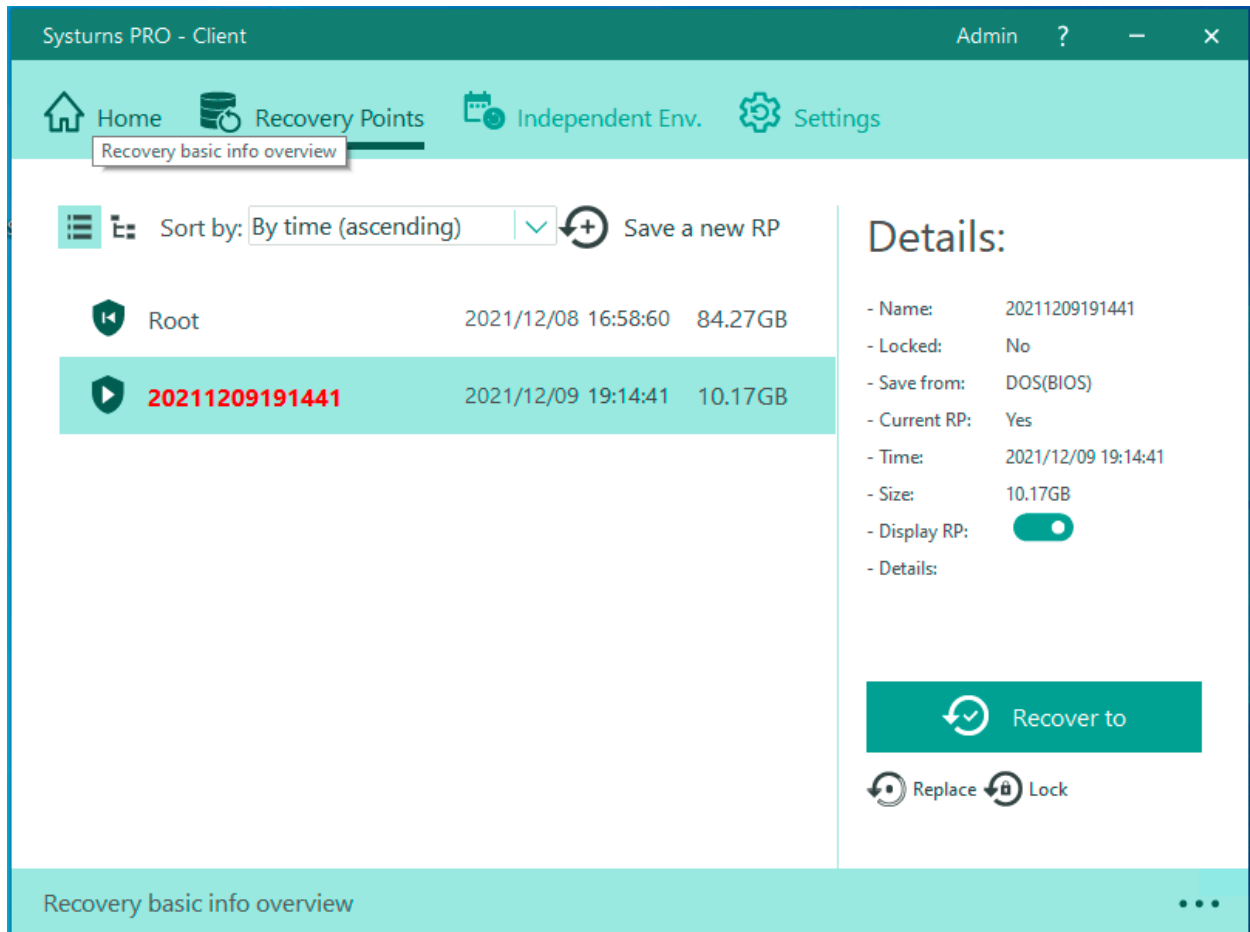 Systurns PRO - Client Admin ?
Home Recovery Points Independent Env. Settings
Recovery basic info overview
Sort by: By time (ascending) Save a new RP
Root 2021/12/08 16:58:60 84.27GB
20211209191441 2021/12/09 19:14:41 10.17GB
Details:
- Name: 20211209191441
- Locked: No
- Save from: DOS(BIOS)
- Current RP: Yes
- Time: 2021/12/09 19:14:41
- Size: 10.17GB
- Display RP:
- Details:
Recover to
Replace Lock
Recovery basic info overview